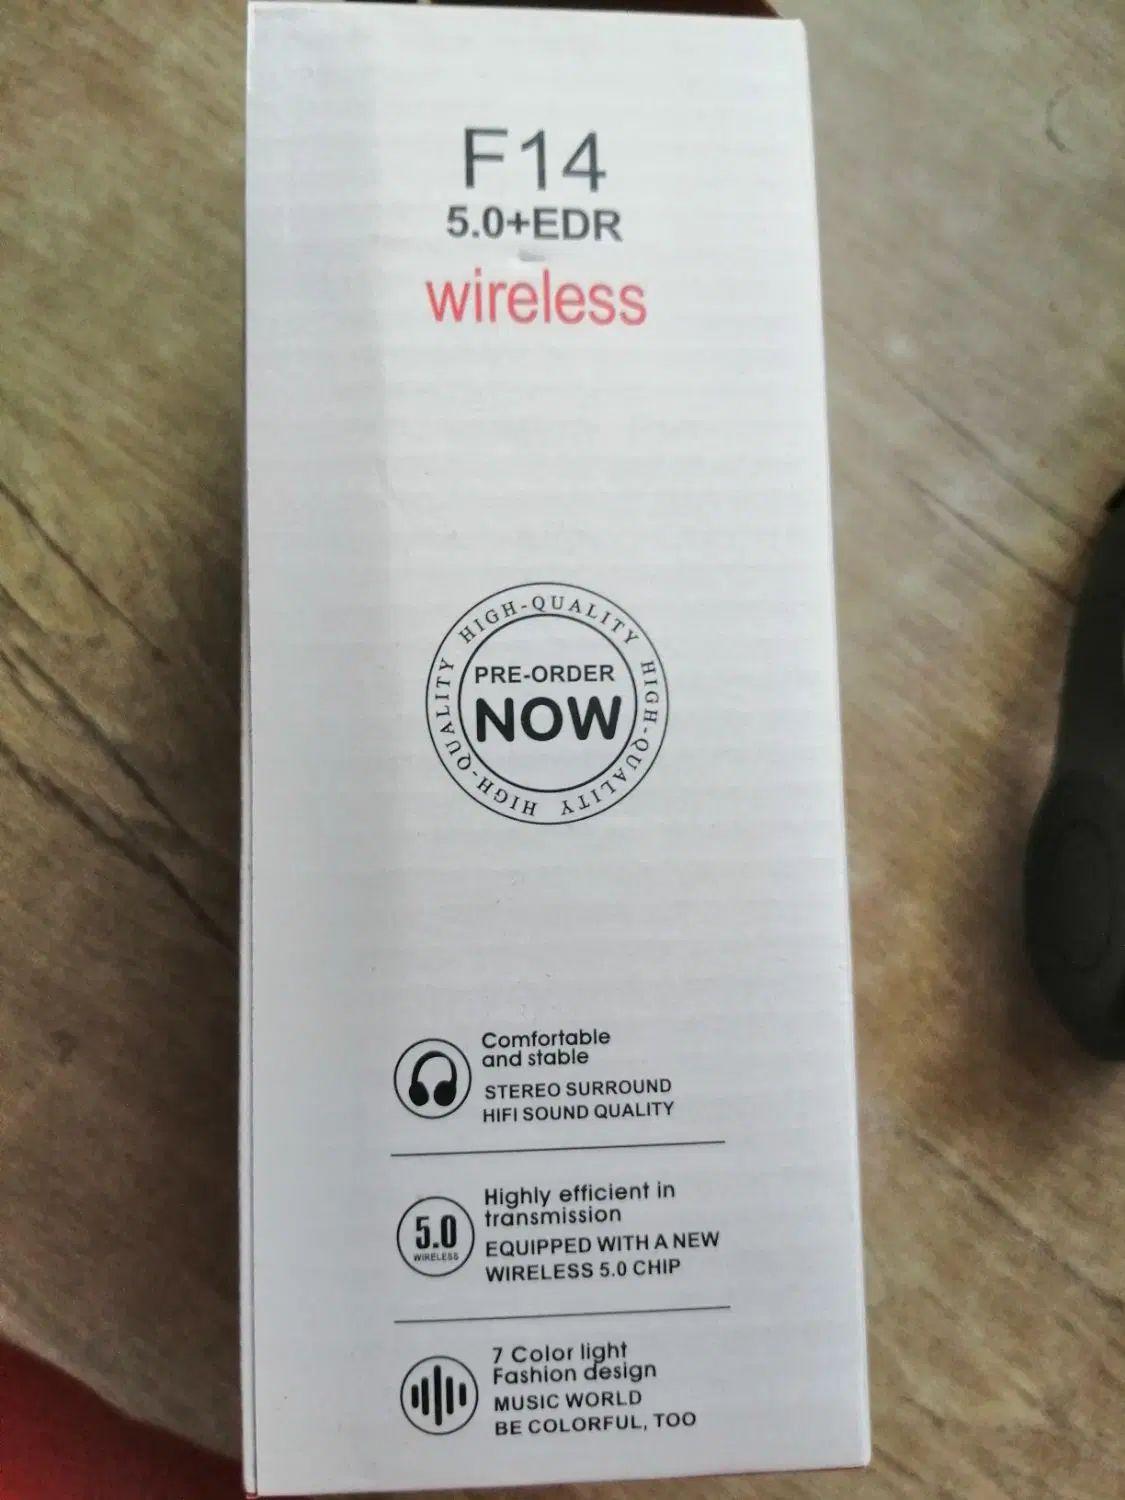 F14
5.0+EDR
wireless
HIGH-QUALITY HIGH-QUALITY HIGH-QUALITY HIGH-QUALITY
PRE-ORDER
NOW
Comfortable
and stable
STEREO SURROUND
HIFI SOUND QUALITY
5.0
WIRELESS
Highly efficient in
transmission
EQUIPPED WITH A NEW
WIRELESS 5.0 CHIP
7 Color light
Fashion design
MUSIC WORLD
BE COLORFUL, TOO